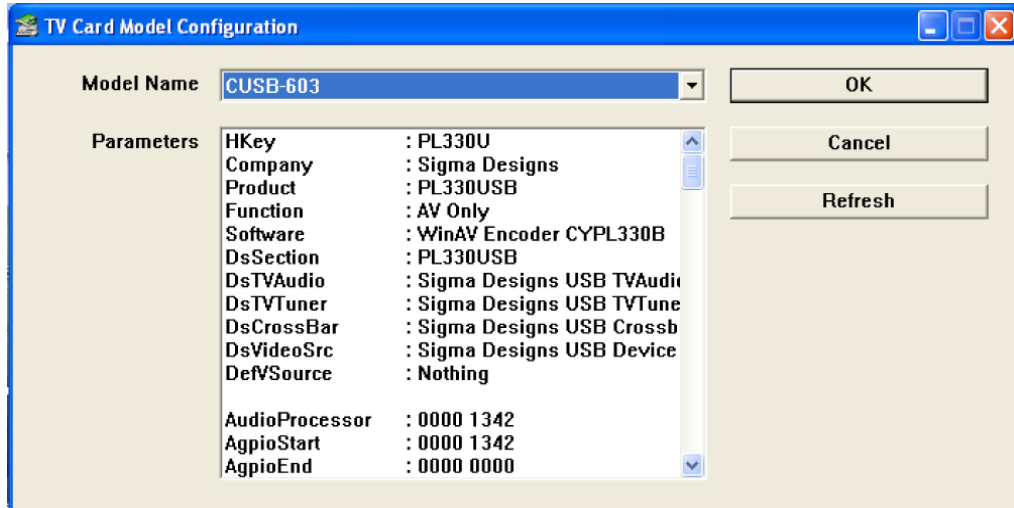 TV Card Model Configuration
Model Name CUSB-603 OK
Parameters HKey : PL330U
Company : Sigma Designs Cancel
Product : PL330USB
Function : AV Only Refresh
Software : WinAV Encoder CYPL330B
DsSection : PL330USB
DsTVAudio : Sigma Designs USB TVAudi
DsTVTuner : Sigma Designs USB TVTune
DsCrossBar : Sigma Designs USB Crossb
DsVideoSrc : Sigma Designs USB Device
DefVSource : Nothing
AudioProcessor : 0000 1342
AgpioStart : 0000 1342
AgpioEnd : 0000 0000